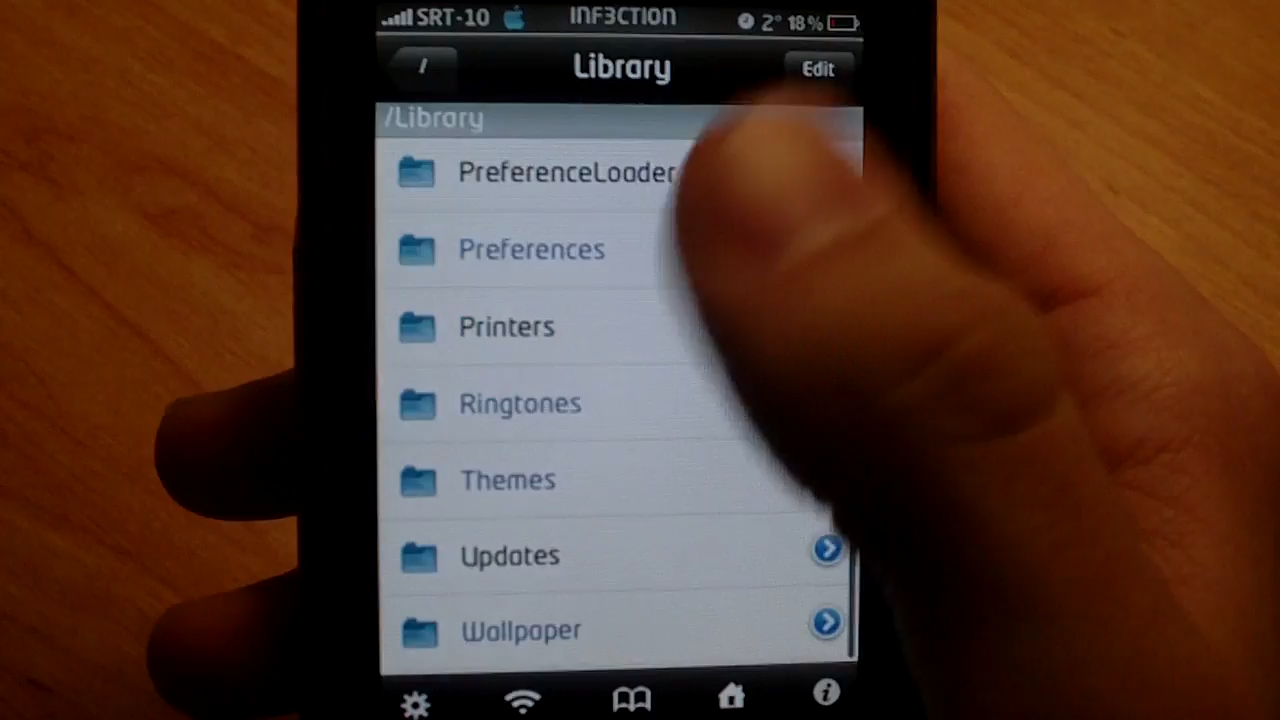 SRT-10 INF3CTION 2° 18%
/ Library Edit
/Library
PreferenceLoader
Preferences
Printers
Ringtones
Themes
Updates
Wallpaper